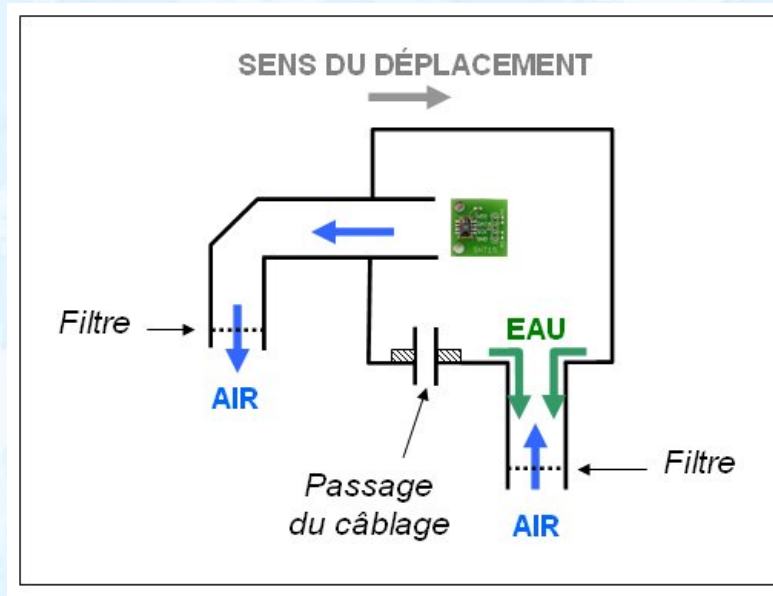 SENS DU DÉPLACEMENT
Filtre
AIR
EAU
Passage
du câblage
Filtre
AIR